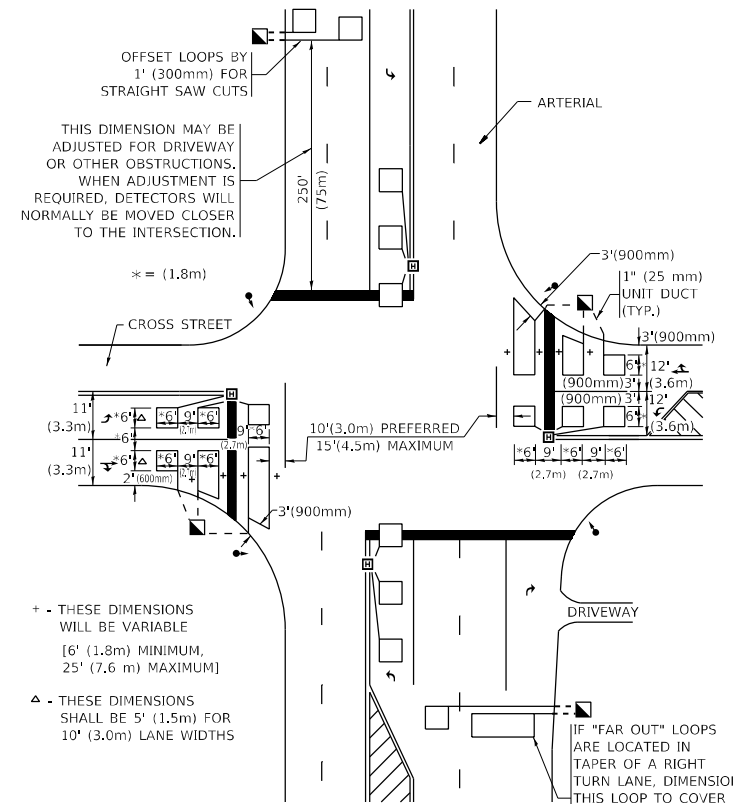 OFFSET LOOPS BY
1' (300mm) FOR
STRAIGHT SAW CUTS
ARTERIAL
THIS DIMENSION MAY BE
ADJUSTED FOR DRIVEWAY
OR OTHER OBSTRUCTIONS.
WHEN ADJUSTMENT IS
REQUIRED, DETECTORS WILL
NORMALLY BE MOVED CLOSER
TO THE INTERSECTION.
250'
(75m)
* = (1.8m)
H
3'(900mm)
1" (25 mm)
UNIT DUCT
(TYP.)
CROSS STREET
3'(900mm)
6'
12'
(3.6m)
(900mm) 3'
(900mm) 3'
12'
6'
(3.6m)
H
11'
(3.3m)
*6' Δ
*6' 9' *6'
*6'
9' *6'
(2.7m)
11'
(3.3m)
*6' Δ
*6' 9' *6'
2' (600mm)
H
10'(3.0m) PREFERRED
15'(4.5m) MAXIMUM
*6' 9' *6' 9' *6'
(2.7m) (2.7m)
3'(900mm)
H
+ - THESE DIMENSIONS
WILL BE VARIABLE
[6' (1.8m) MINIMUM,
25' (7.6 m) MAXIMUM]
DRIVEWAY
Δ - THESE DIMENSIONS
SHALL BE 5' (1.5m) FOR
10' (3.0m) LANE WIDTHS
IF "FAR OUT" LOOPS
ARE LOCATED IN
TAPER OF A RIGHT
TURN LANE, DIMENSION
THIS LOOP TO COVER